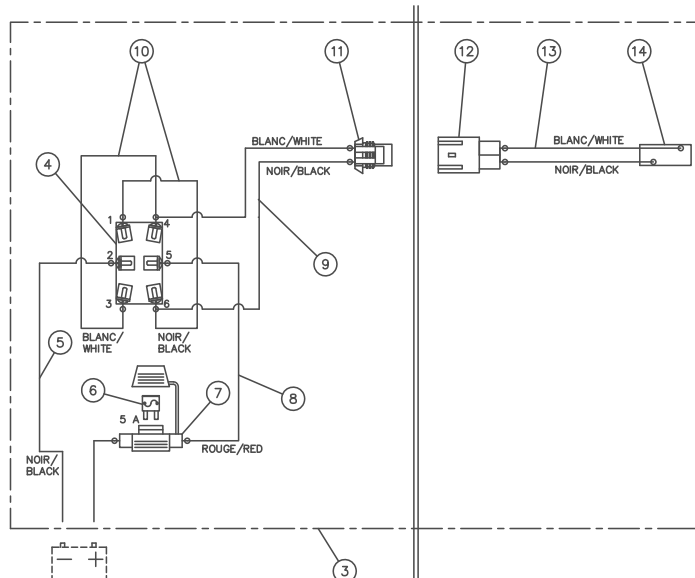 10
11
12
13
14
BLANC/WHITE
BLANC/WHITE
4
NOIR/BLACK
NOIR/BLACK
1
4
2
5
9
3
6
5
BLANC/
WHITE
NOIR/
BLACK
6
7
8
5 A
ROUGE/RED
NOIR/
BLACK
− +
3